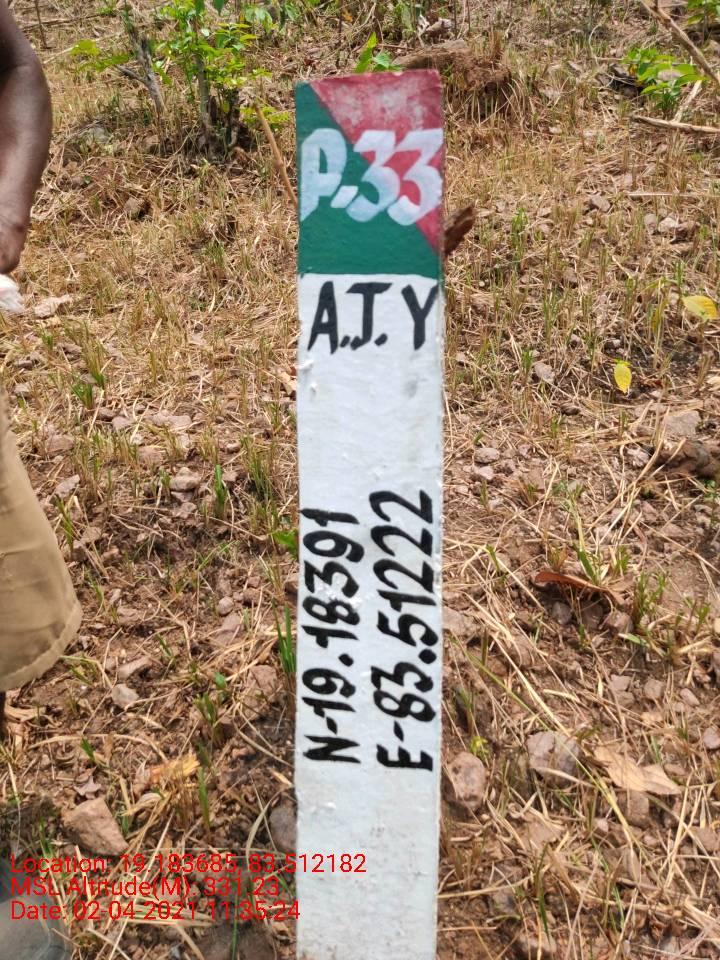 P.33
A.J.Y
N-19.18391
E-83.51222
Location: 19.183685, 83.512182
MSL Altitude(M): 331.23
Date: 02-04-2021 11:35:24